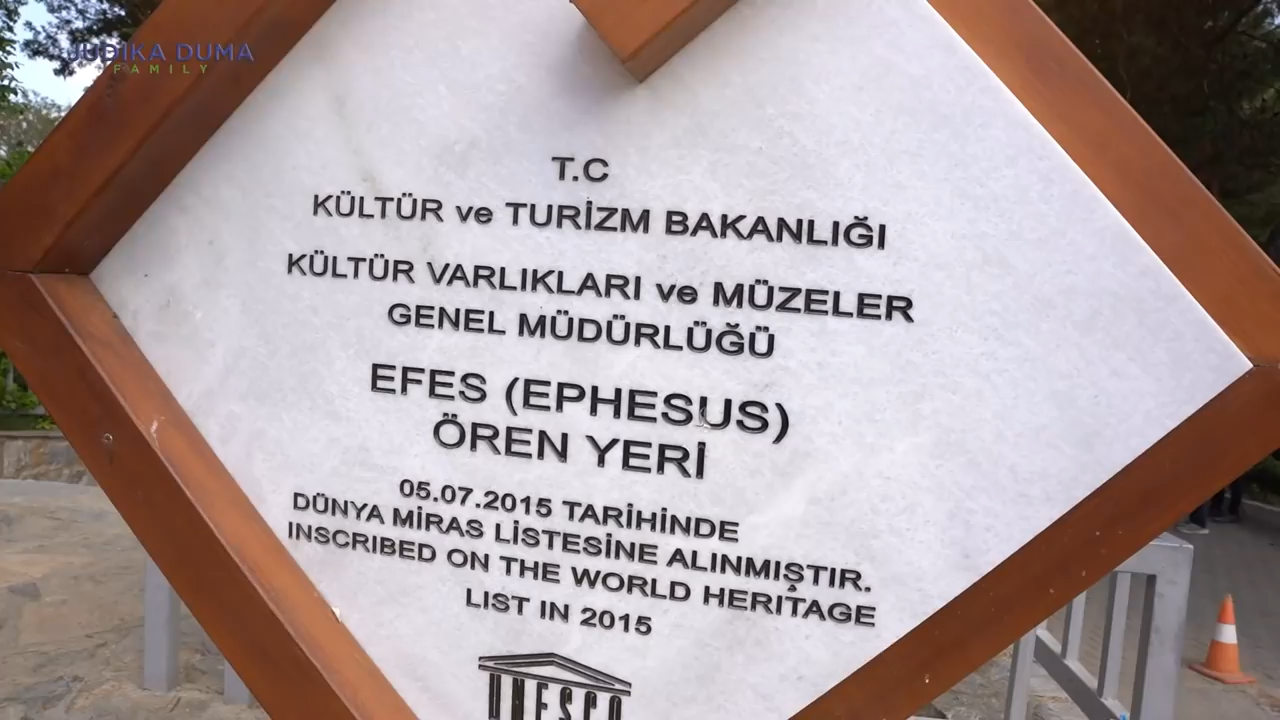 JUDIKA DUMA
FAMILY
T.C
KÜLTÜR ve TURİZM BAKANLIĞI
KÜLTÜR VARLIKLARI ve MÜZELER
GENEL MÜDÜRLÜĞÜ
EFES (EPHESUS)
ÖREN YERİ
05.07.2015 TARİHİNDE
DÜNYA MİRAS LİSTESİNE ALINMIŞTIR.
INSCRIBED ON THE WORLD HERITAGE
LIST IN 2015
UNESCO